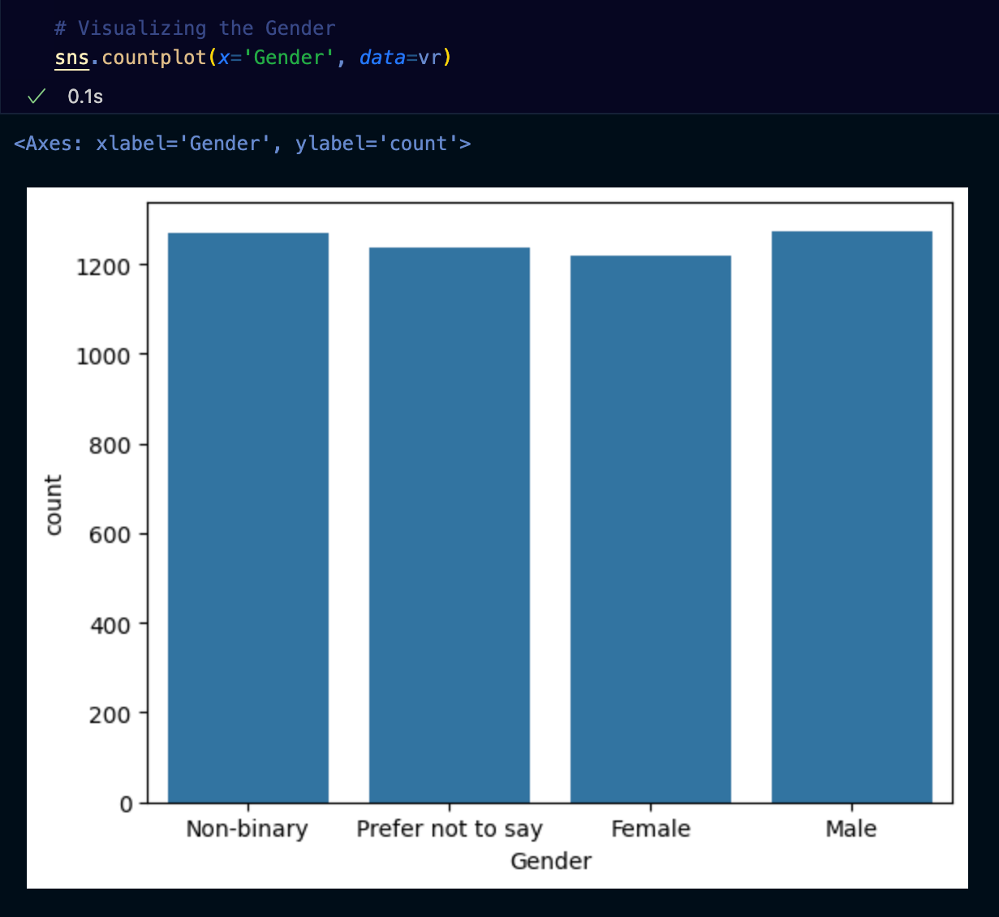 # Visualizing the Gender
sns.countplot(x='Gender', data=vr)
0.1s
<Axes: xlabel='Gender', ylabel='count'>
1200
1000
800
600
400
200
0
count
Non-binary Prefer not to say Female Male
Gender